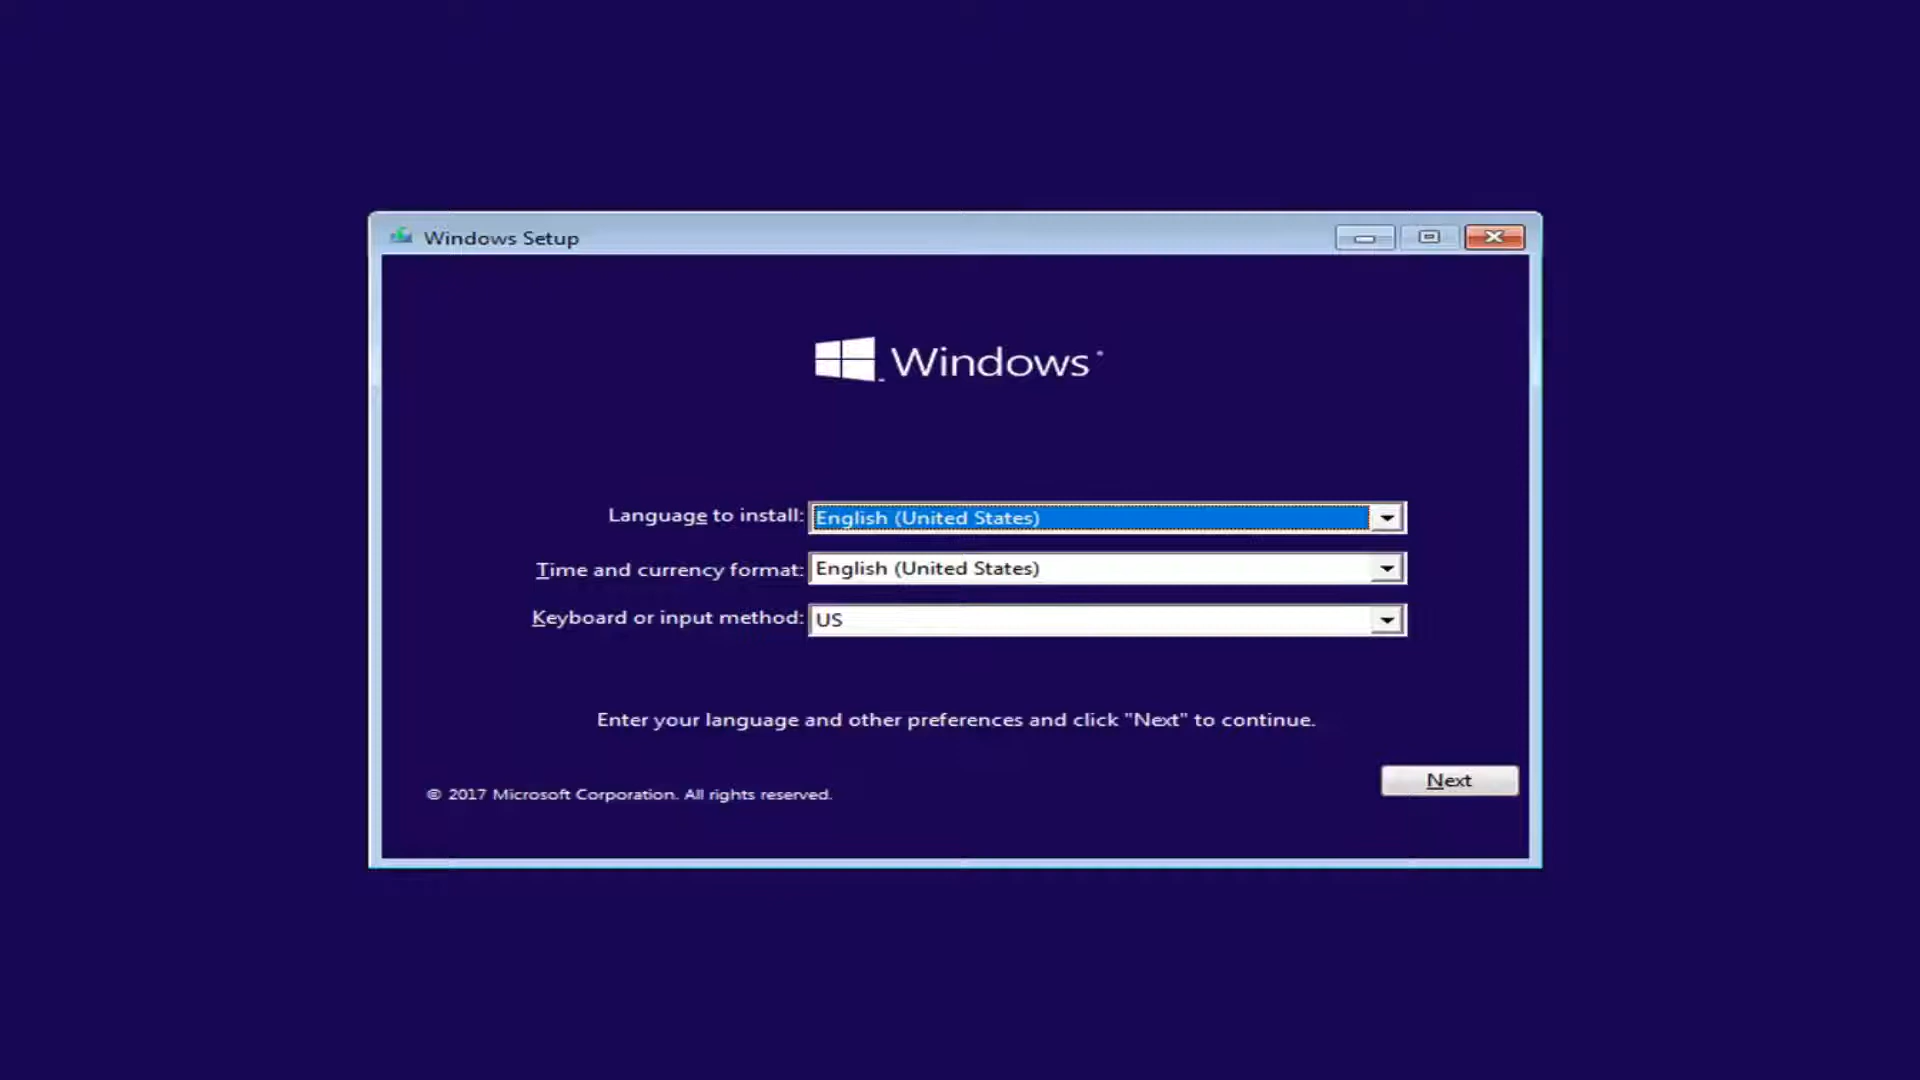 Windows Setup
Windows
Language to install: English (United States)
Time and currency format: English (United States)
Keyboard or input method: US
Enter your language and other preferences and click "Next" to continue.
Next
© 2017 Microsoft Corporation. All rights reserved.